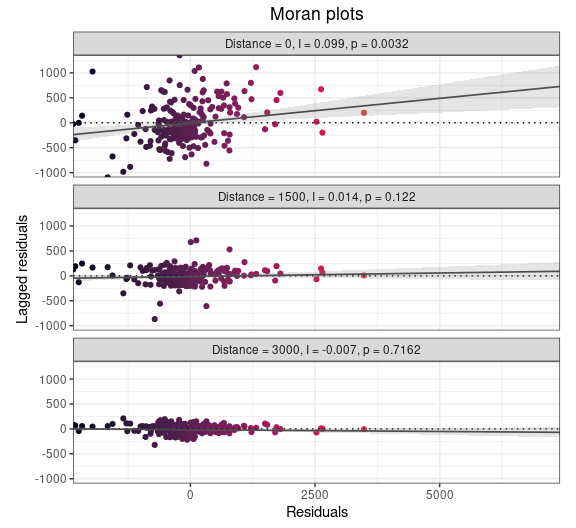 Moran plots
Distance = 0, I = 0.099, p = 0.0032
1000
500
0
-500
-1000
Distance = 1500, I = 0.014, p = 0.122
1000
500
0
-500
-1000
Distance = 3000, I = -0.007, p = 0.7162
1000
500
0
-500
-1000
Lagged residuals
0 2500 5000
Residuals